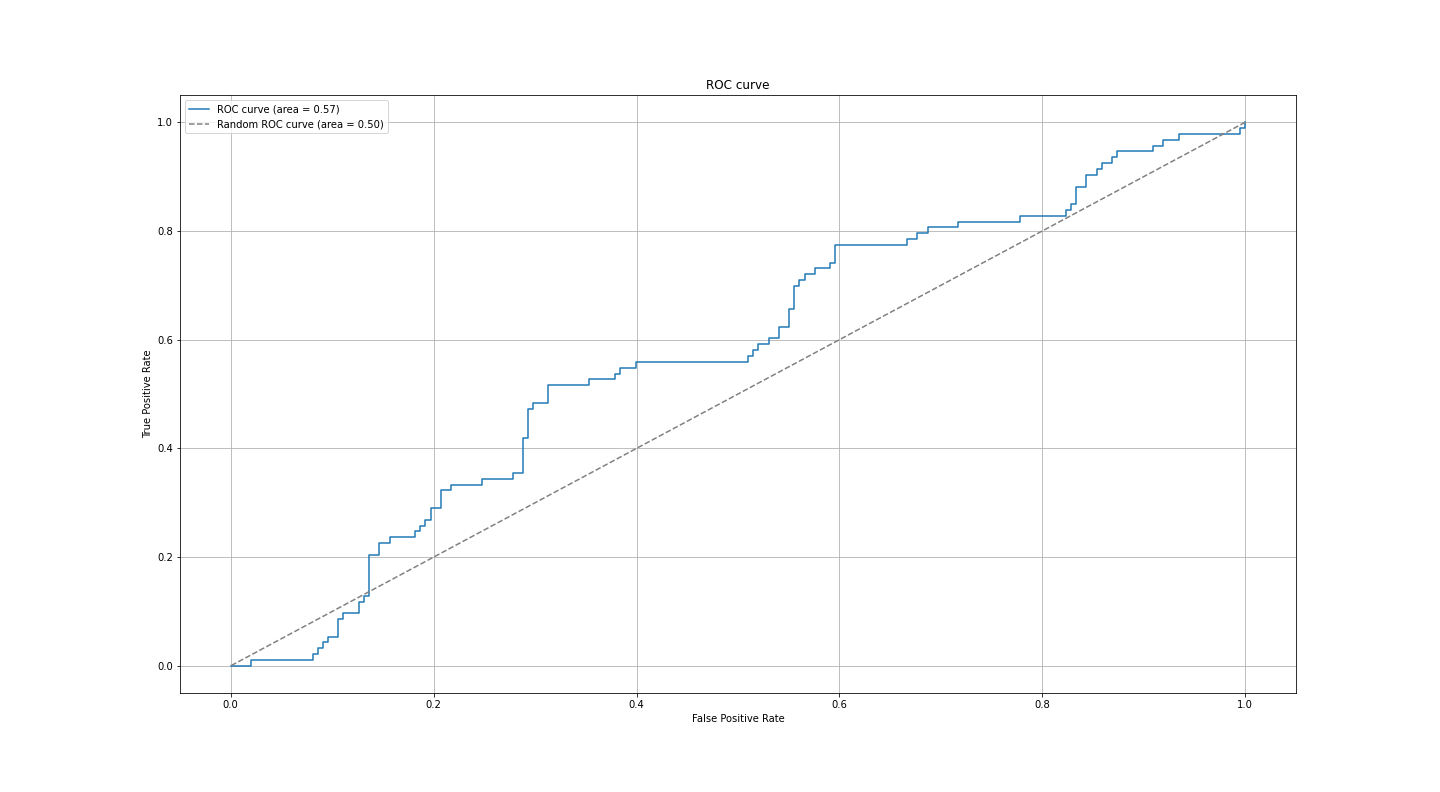 ROC curve
ROC curve (area = 0.57)
Random ROC curve (area = 0.50)
True Positive Rate
1.0
0.8
0.6
0.4
0.2
0.0
0.0 0.2 0.4 0.6 0.8 1.0
False Positive Rate